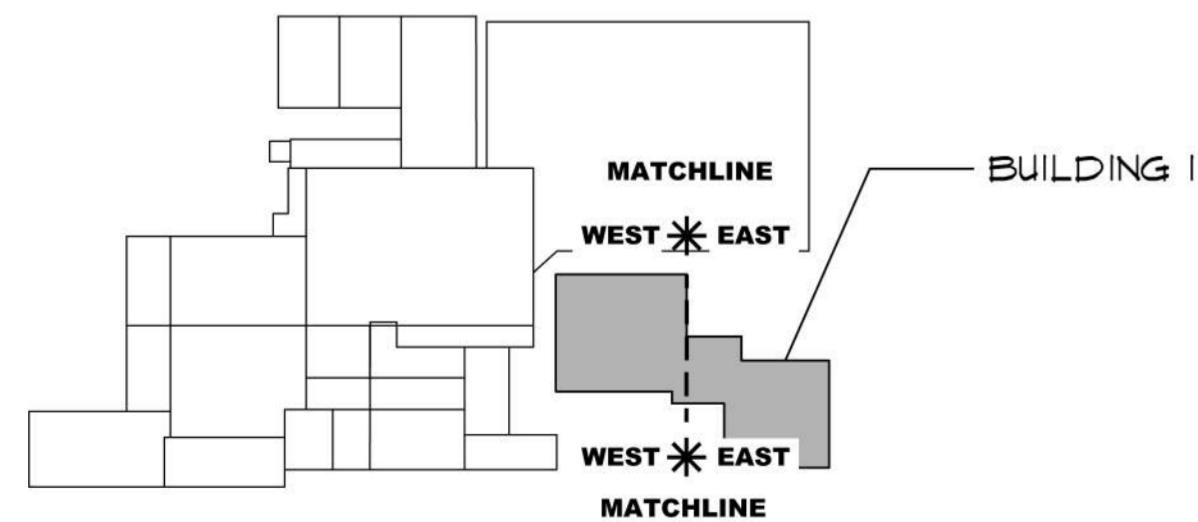 MATCHLINE
BUILDING 1
WEST EAST
WEST EAST
MATCHLINE